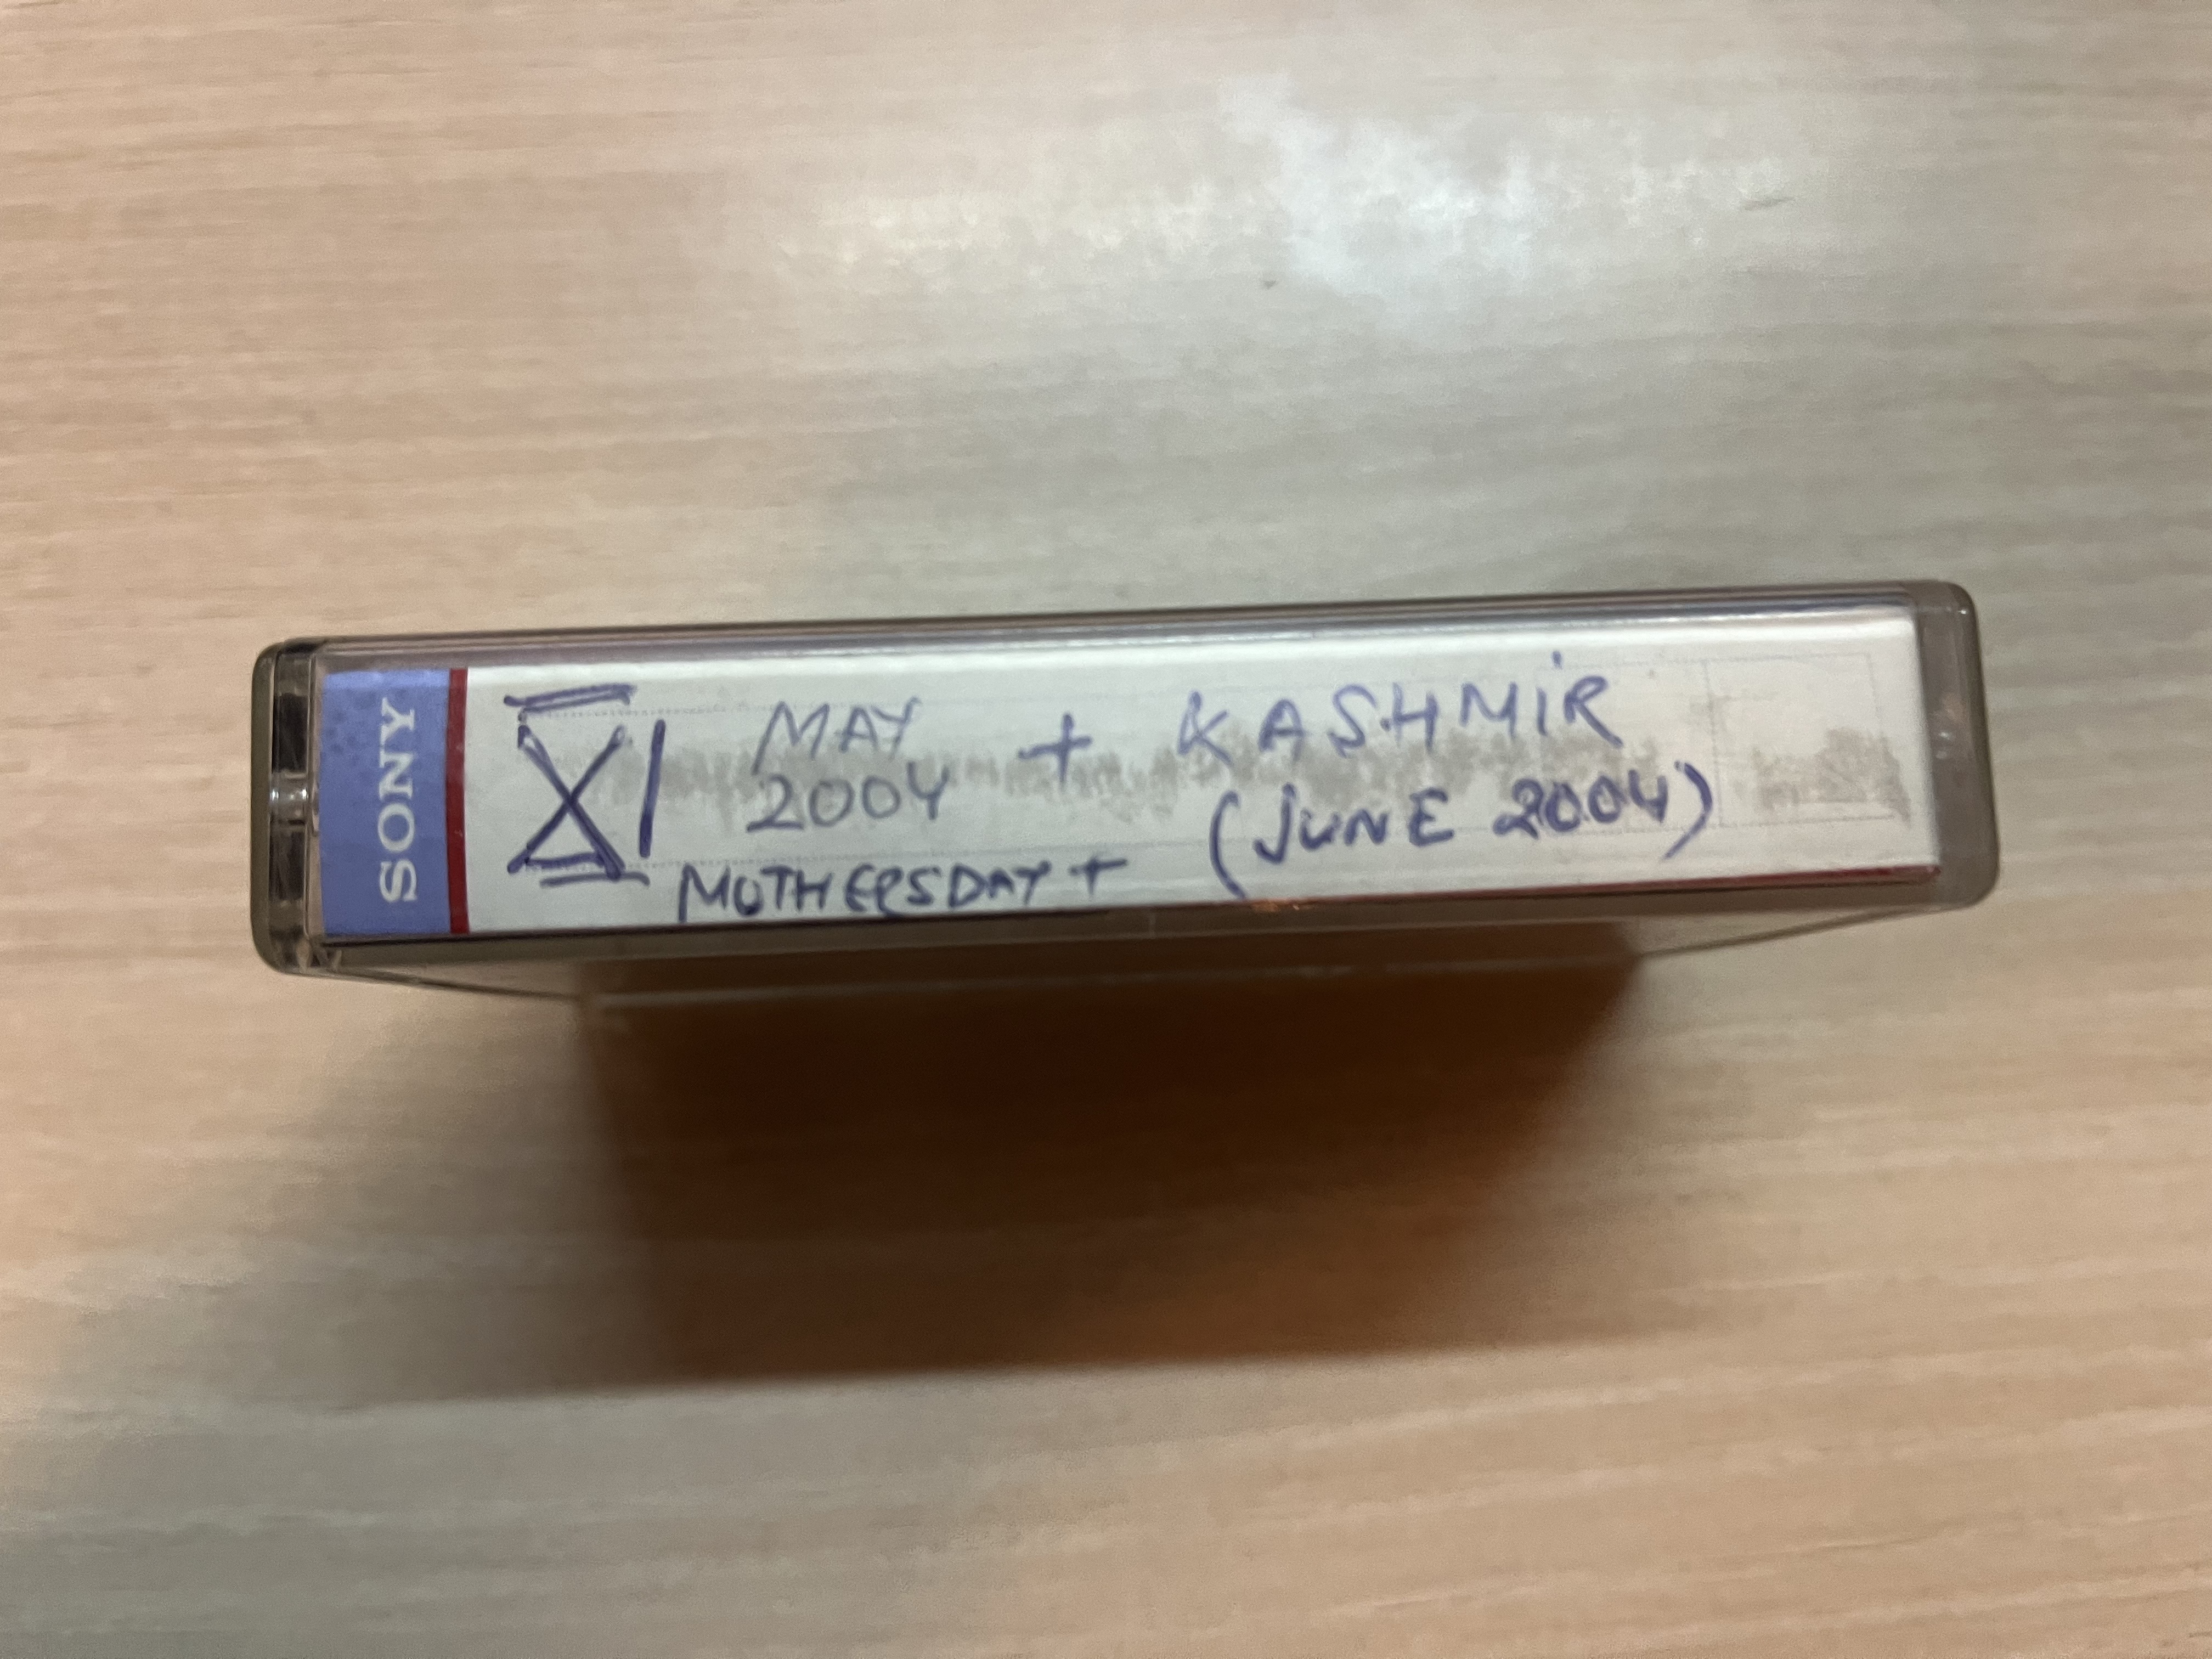 SONY
XI MAY + KASHMIR
2004 (JUNE 2004)
MOTHERSDAY +